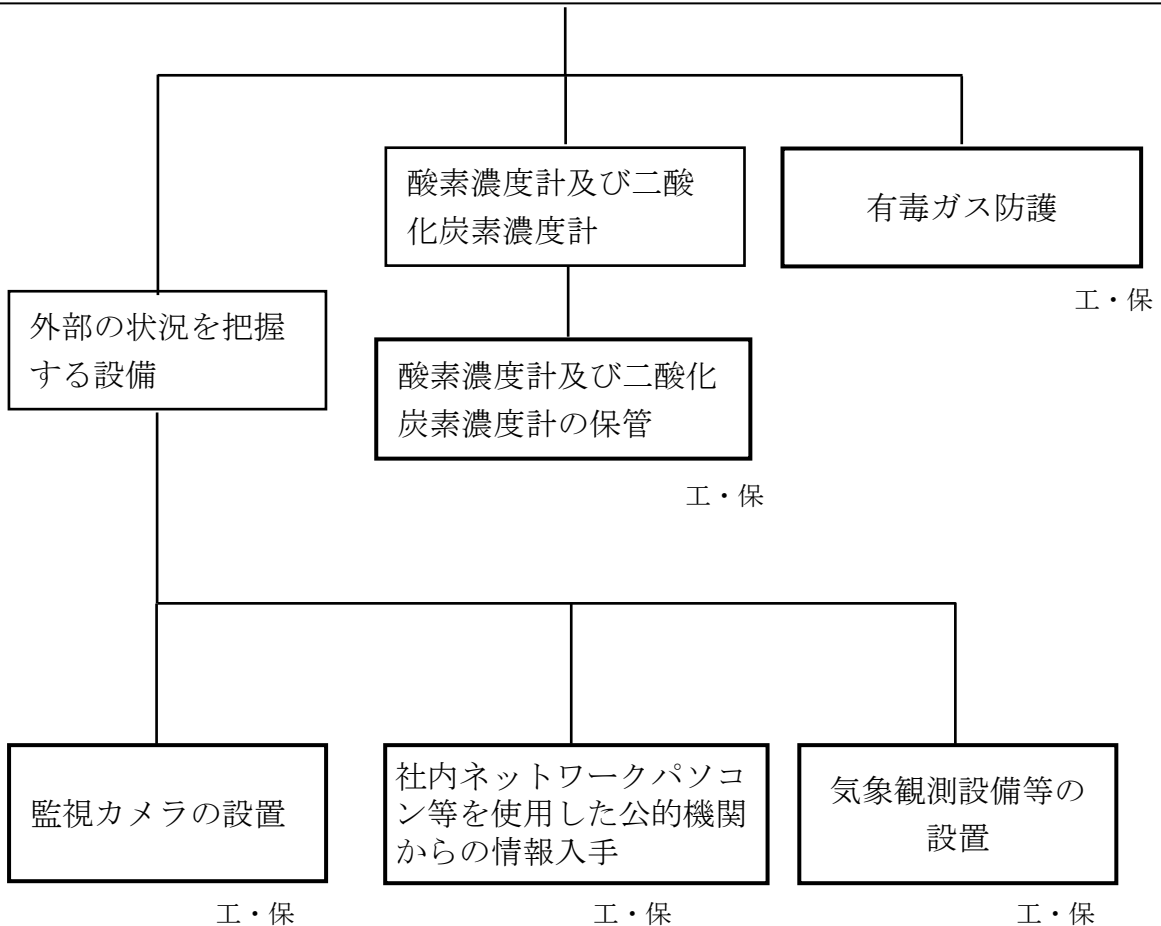 酸素濃度計及び二酸
化炭素濃度計
有毒ガス防護
工・保
外部の状況を把握
する設備
酸素濃度計及び二酸化
炭素濃度計の保管
工・保
監視カメラの設置
工・保
社内ネットワークパソコ
ン等を使用した公的機関
からの情報入手
工・保
気象観測設備等の
設置
工・保